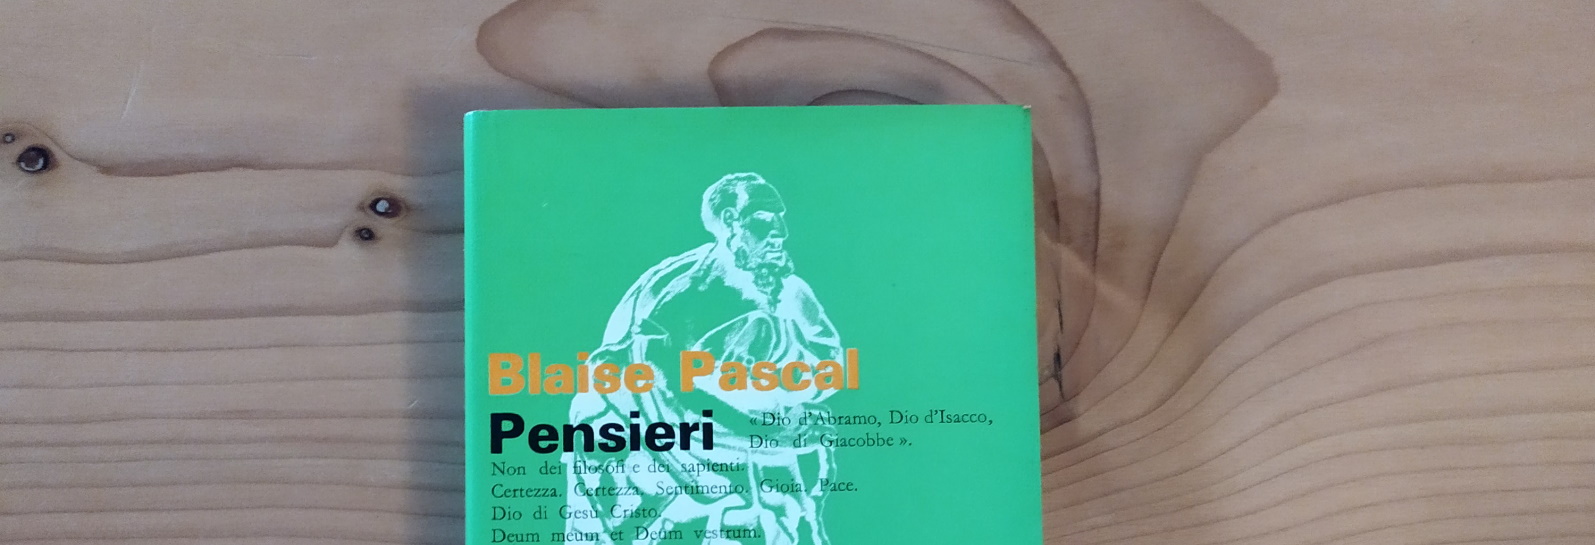 Blaise Pascal
Pensieri
«Dio d'Abramo, Dio d'Isacco,
Dio di Giacobbe».
Non dei filosofi e dei sapienti.
Certezza. Certezza. Sentimento. Gioia. Pace.
Dio di Gesù Cristo.
Deum meum et Deum vestrum.